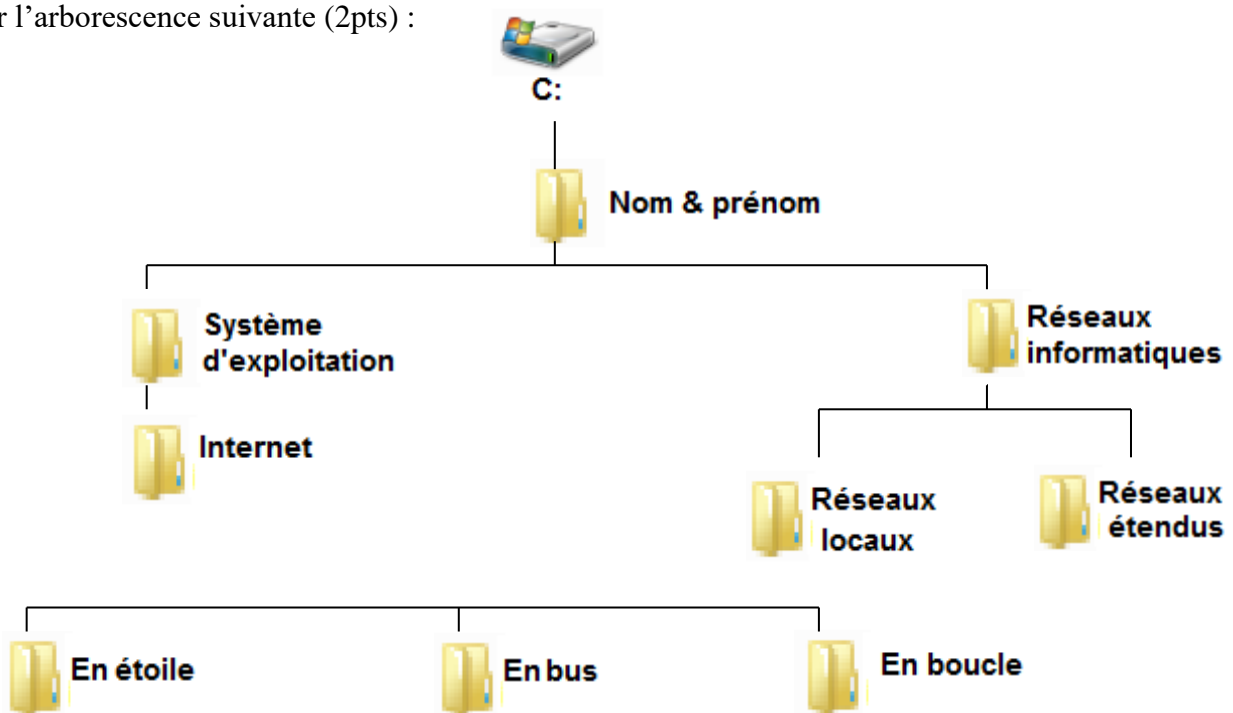 r l’arborescence suivante (2pts) :
C:
Nom & prénom
Système
d'exploitation
Réseaux
informatiques
Internet
Réseaux
locaux
Réseaux
étendus
En étoile
En bus
En boucle